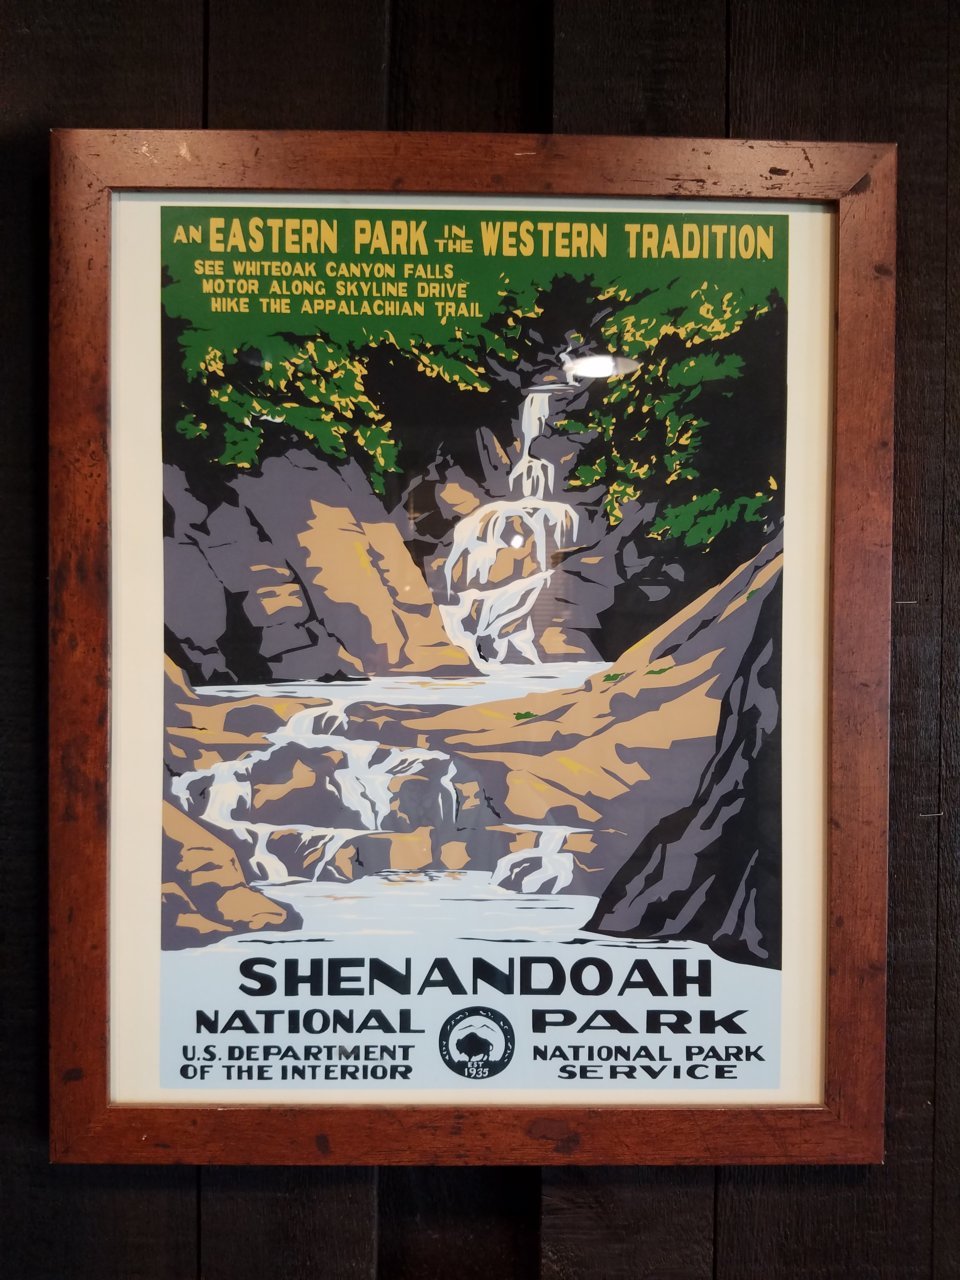 AN EASTERN PARK IN THE WESTERN TRADITION
SEE WHITEOAK CANYON FALLS
MOTOR ALONG SKYLINE DRIVE
HIKE THE APPALACHIAN TRAIL
SHENANDOAH
NATIONAL PARK
U.S. DEPARTMENT
OF THE INTERIOR
EST
1935
NATIONAL PARK
SERVICE